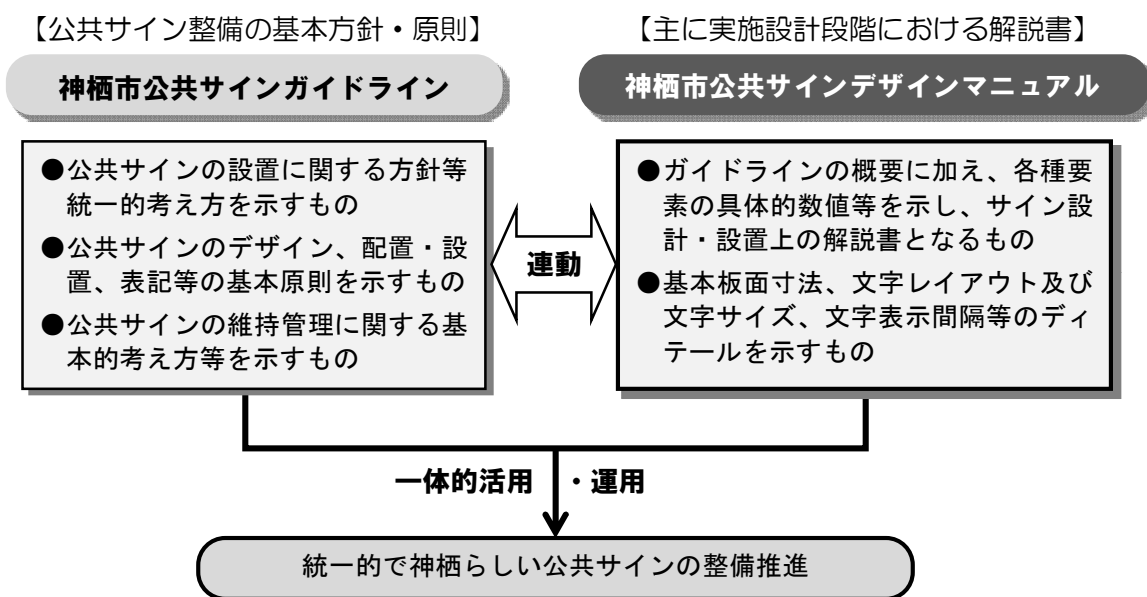 【公共サイン整備の基本方針・原則】
神栖市公共サインガイドライン
●公共サインの設置に関する方針等
統一的考え方を示すもの
●公共サインのデザイン、配置・設
置、表記等の基本原則を示すもの
●公共サインの維持管理に関する基
本的考え方等を示すもの
連動
【主に実施設計段階における解説書】
神栖市公共サインデザインマニュアル
●ガイドラインの概要に加え、各種要
素の具体的数値等を示し、サイン設
計・設置上の解説書となるもの
●基本板面寸法、文字レイアウト及び
文字サイズ、文字表示間隔等のディ
テールを示すもの
一体的活用・運用
統一的で神栖らしい公共サインの整備推進